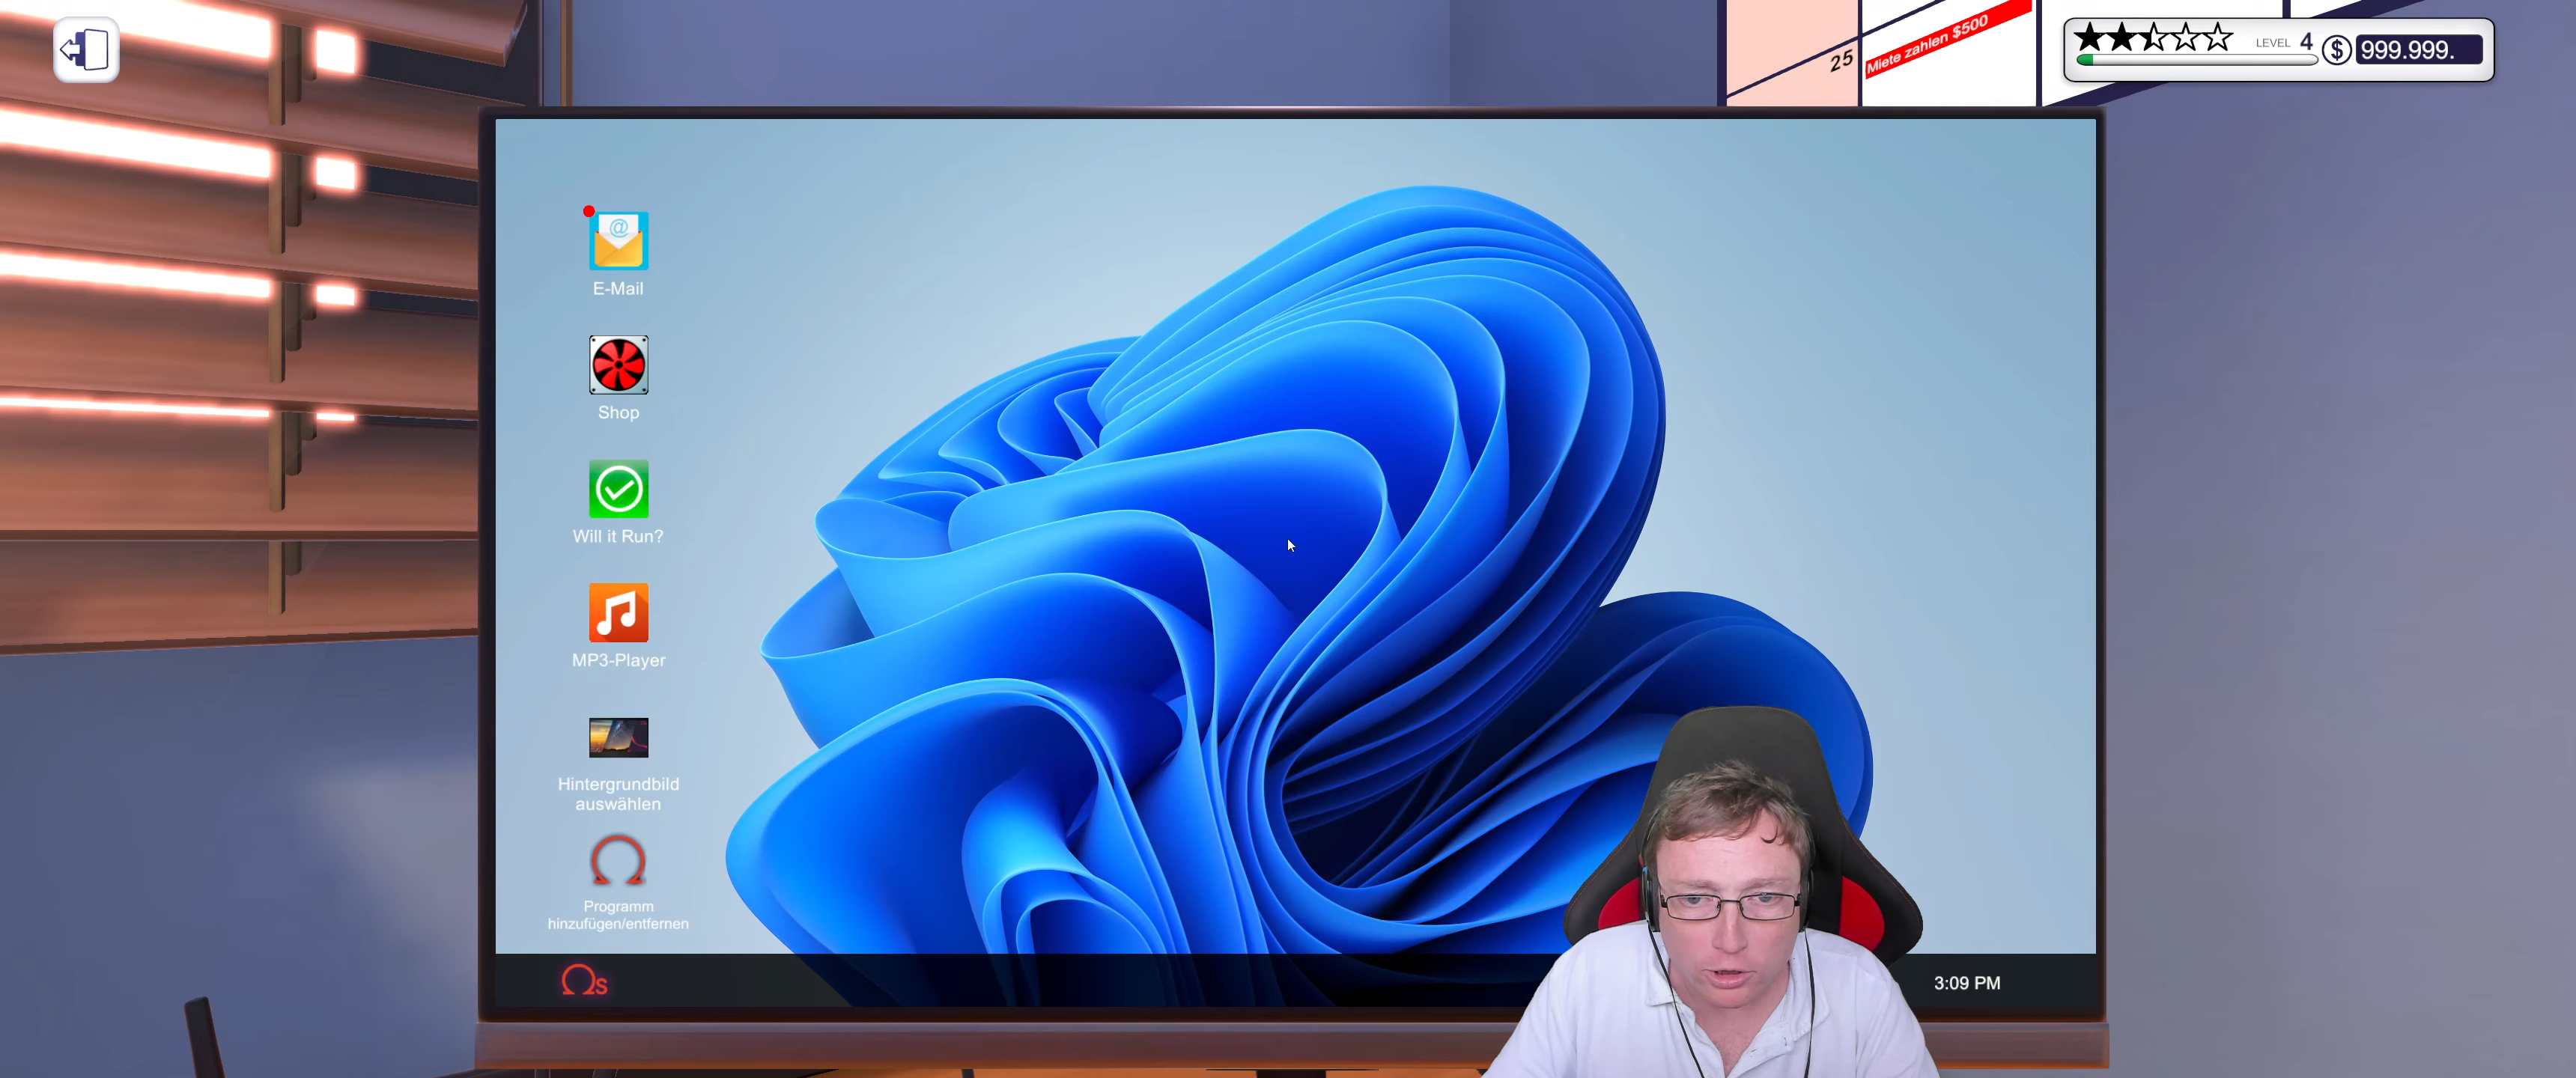 25
Miete zahlen $500
LEVEL 4
$ 999.999.
@
E-Mail
Shop
Will it Run?
MP3-Player
Hintergrundbild
auswählen
Programm
hinzufügen/entfernen
Ωs
3:09 PM